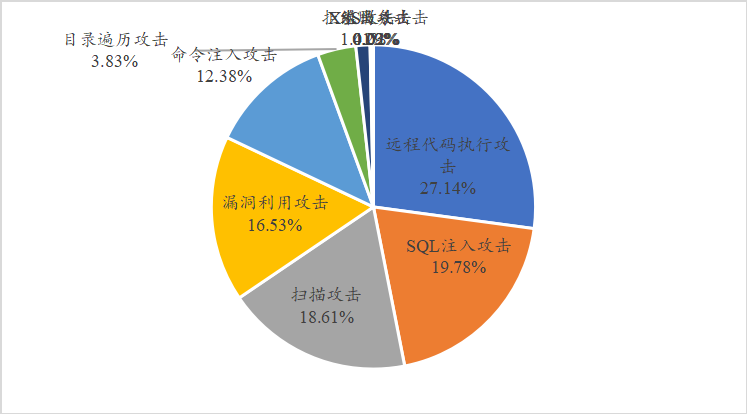 目录遍历攻击
3.83%
命令注入攻击
12.38%
远程代码执行攻
击
27.14%
SQL注入攻击
19.78%
漏洞利用攻击
16.53%
扫描攻击
18.61%